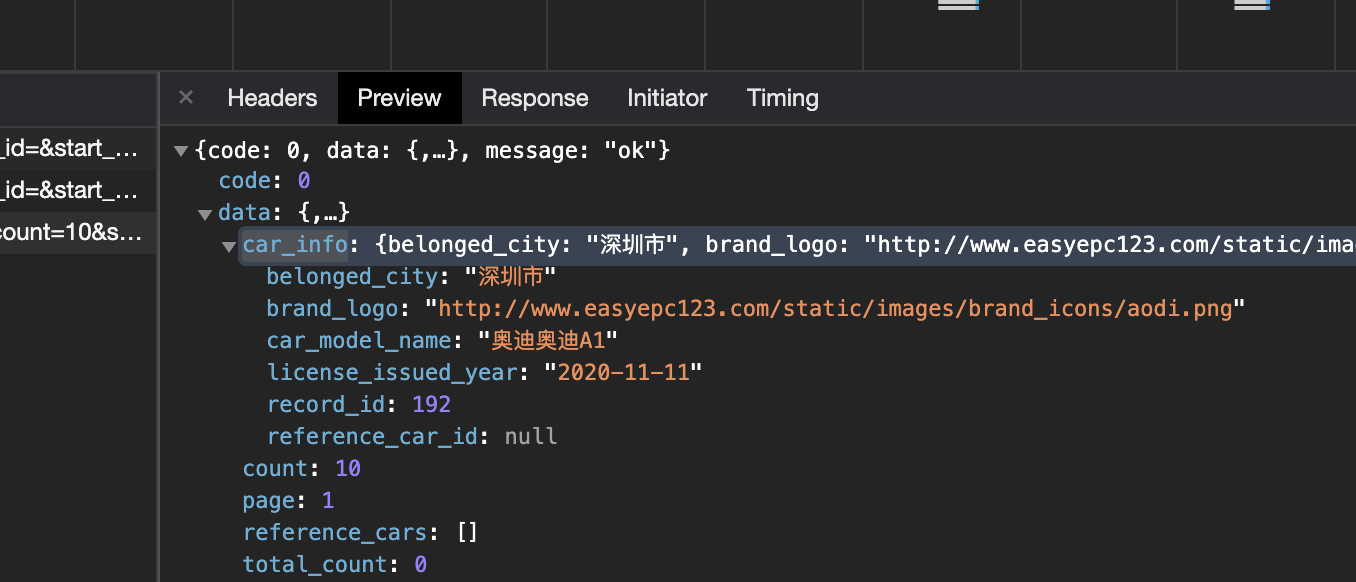 Headers Preview Response Initiator Timing
_id=&start_…
_id=&start_…
count=10&s…
{code: 0, data: {,…}, message: "ok"}
code: 0
data: {,…}
car_info: {belonged_city: "深圳市", brand_logo: "http://www.easyepc123.com/static/ima
belonged_city: "深圳市"
brand_logo: "http://www.easyepc123.com/static/images/brand_icons/aodi.png"
car_model_name: "奥迪奥迪A1"
license_issued_year: "2020-11-11"
record_id: 192
reference_car_id: null
count: 10
page: 1
reference_cars: []
total_count: 0